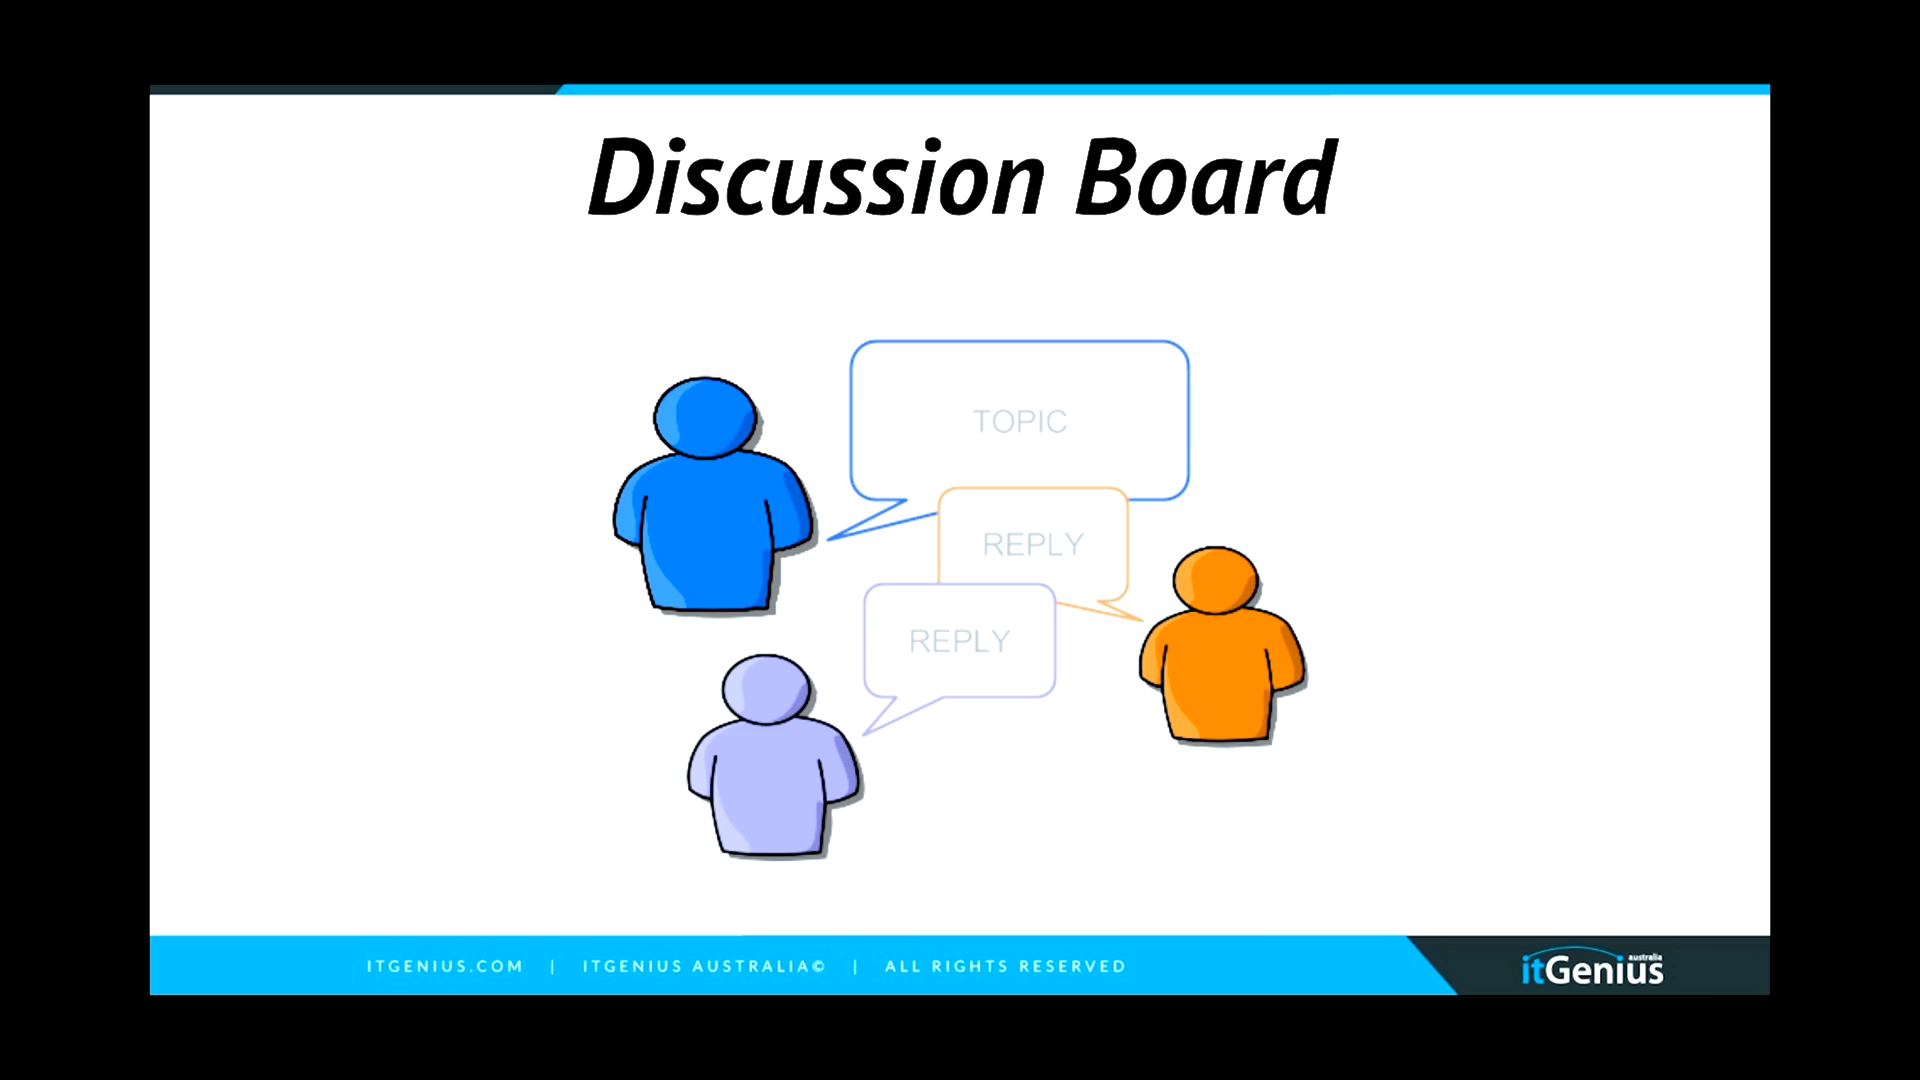 Discussion Board
TOPIC
REPLY
REPLY
ITGENIUS.COM | ITGENIUS AUSTRALIA© | ALL RIGHTS RESERVED
itGenius australia